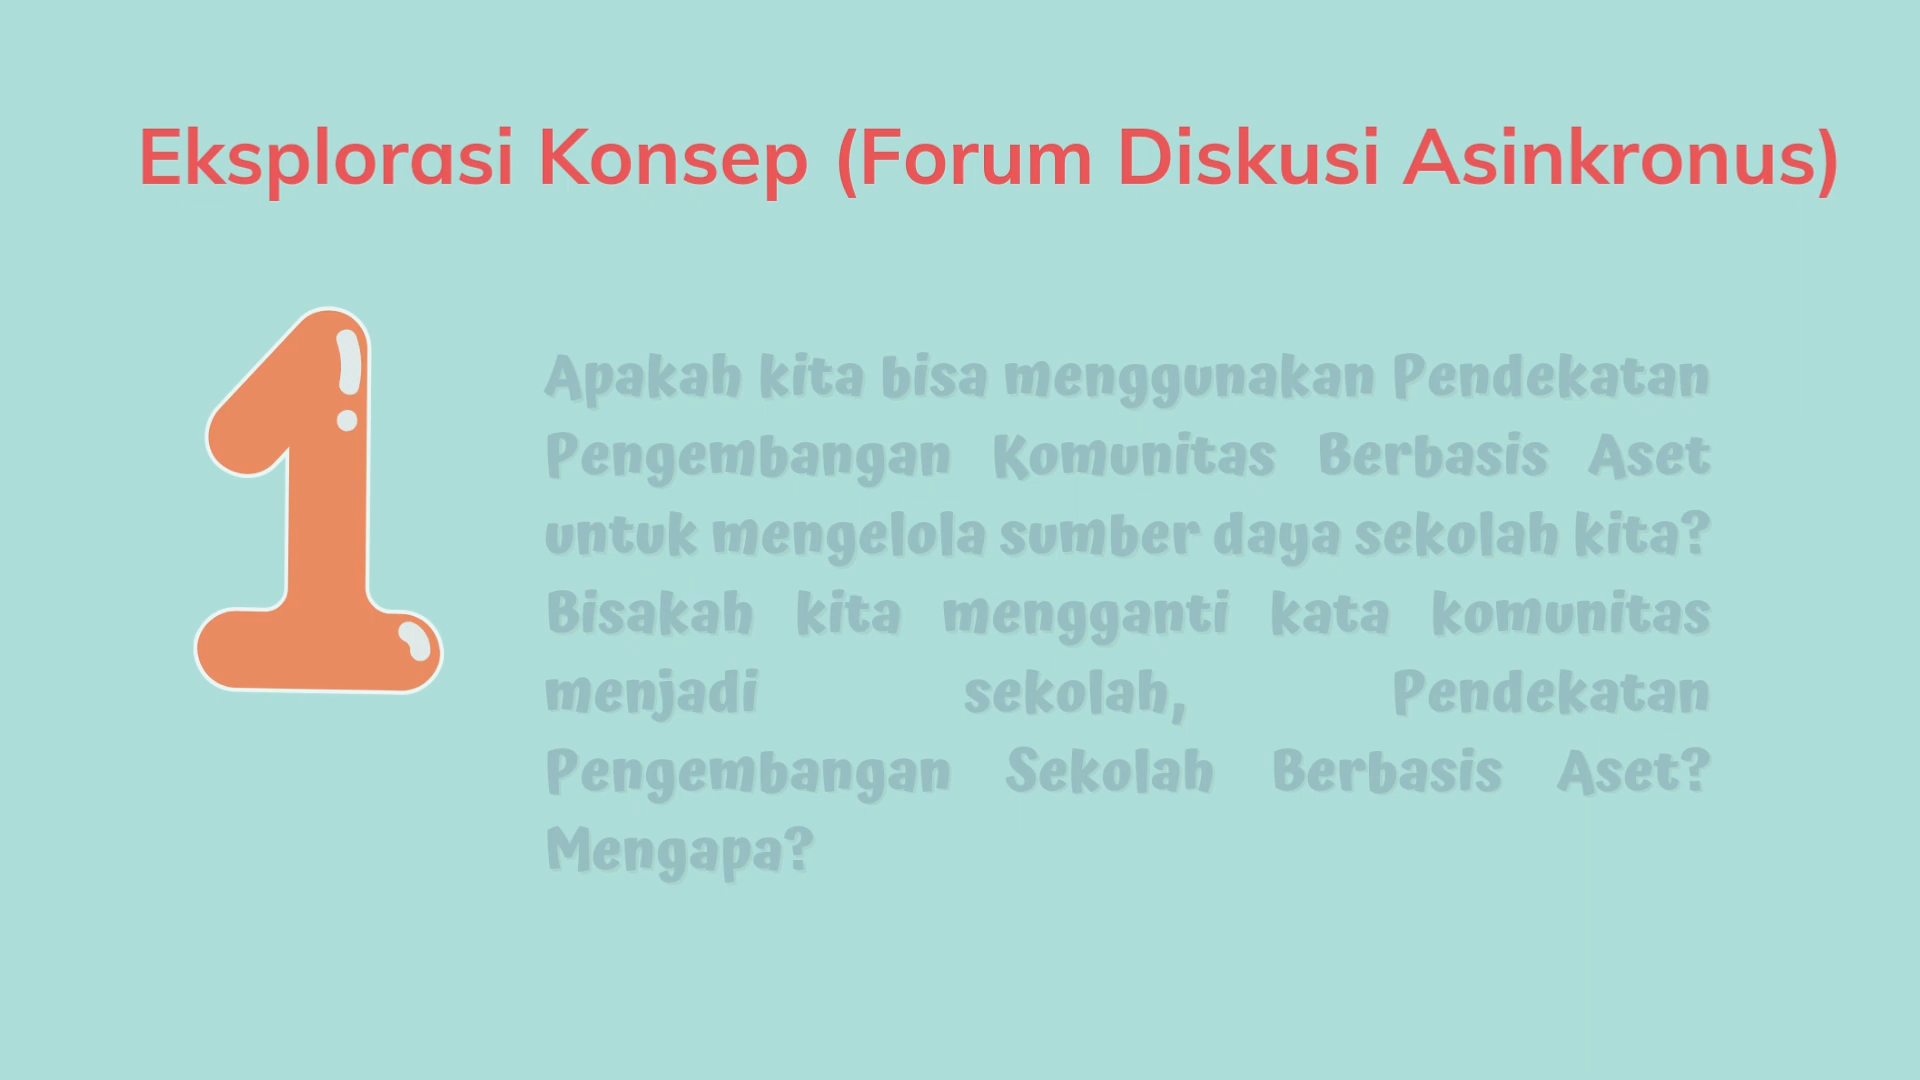 Eksplorasi Konsep (Forum Diskusi Asinkronus)
1
Apakah kita bisa menggunakan Pendekatan
Pengembangan Komunitas Berbasis Aset
untuk mengelola sumber daya sekolah kita?
Bisakah kita mengganti kata komunitas
menjadi sekolah, Pendekatan
Pengembangan Sekolah Berbasis Aset?
Mengapa?